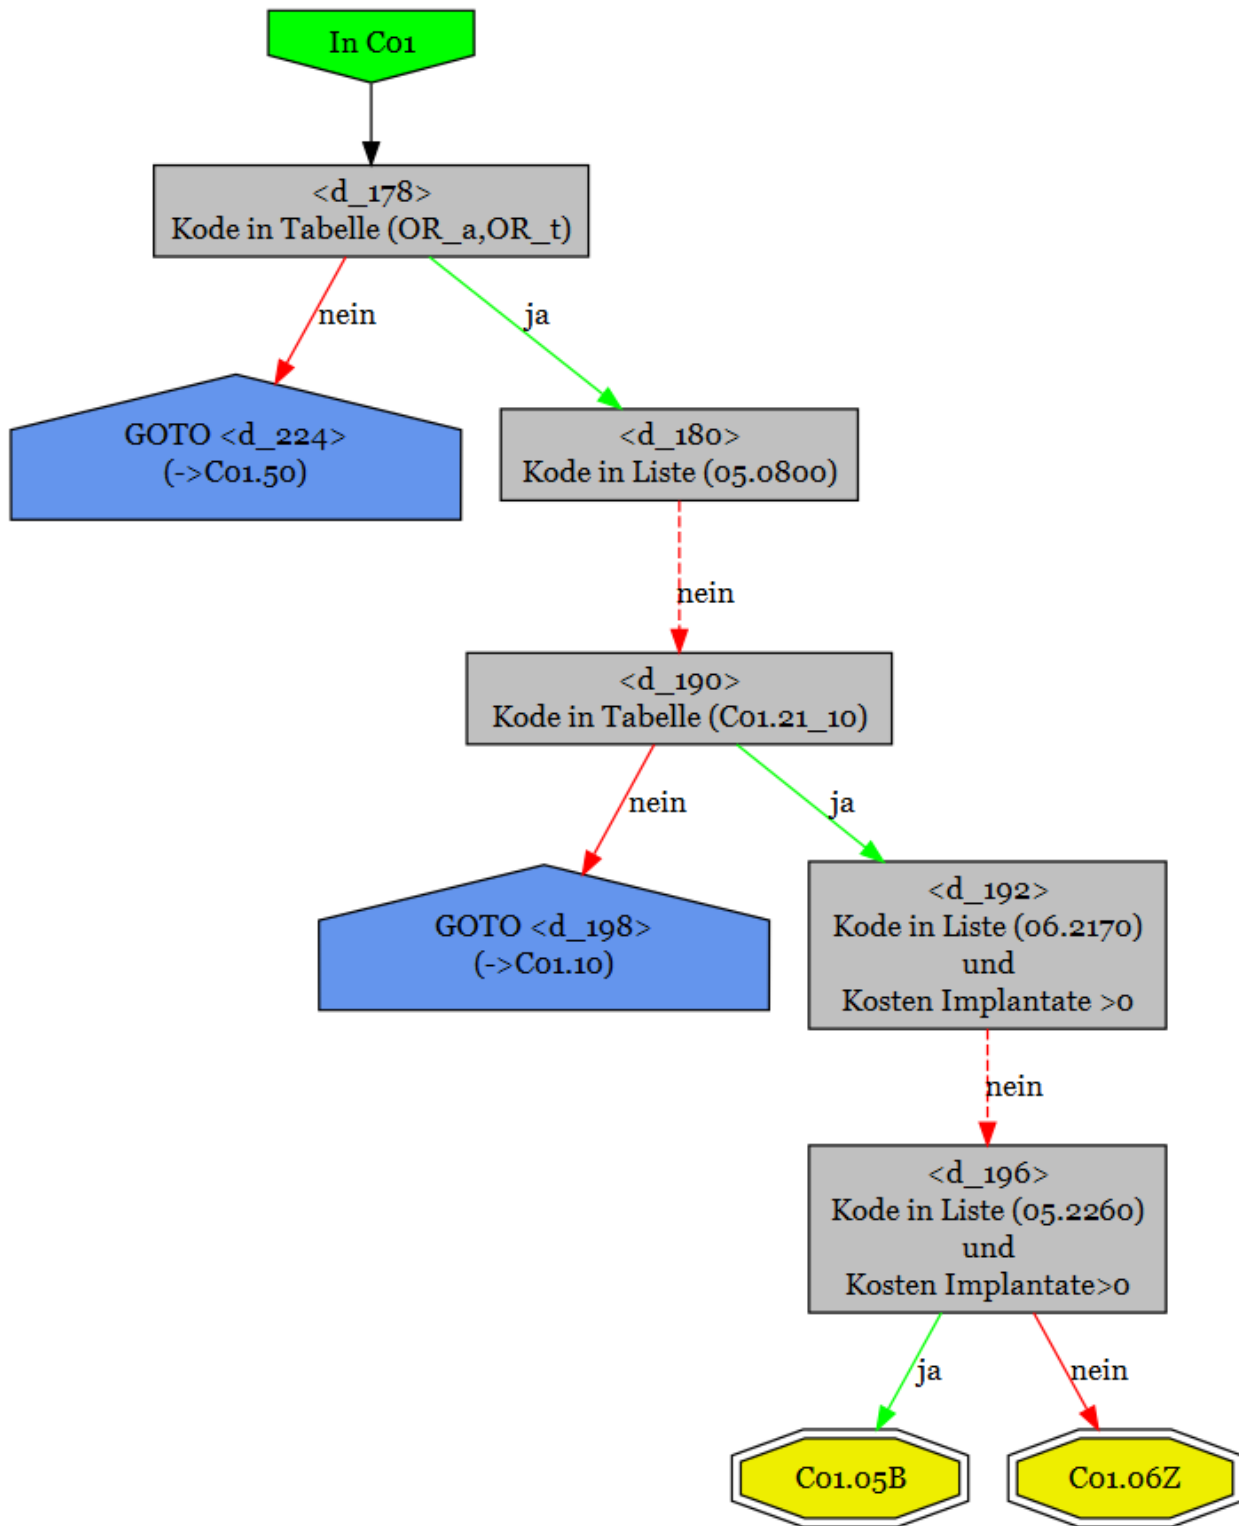 In C01
<d_178>
Kode in Tabelle (OR_a,OR_t)
nein
ja
GOTO <d_224>
(->C01.50)
<d_180>
Kode in Liste (05.0800)
nein
<d_190>
Kode in Tabelle (C01.21_10)
nein
ja
GOTO <d_198>
(->C01.10)
<d_192>
Kode in Liste (06.2170)
und
Kosten Implantate >0
nein
<d_196>
Kode in Liste (05.2260)
und
Kosten Implantate>0
ja
nein
C01.05B
C01.06Z